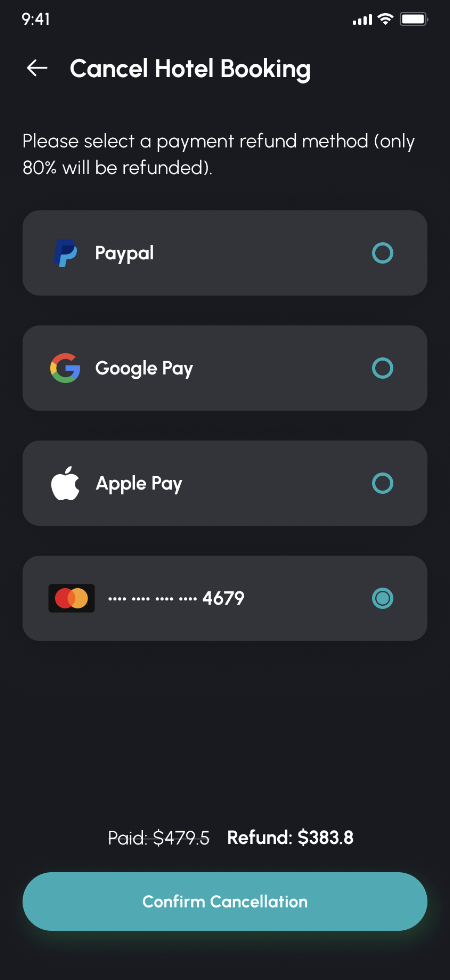 9:41
Cancel Hotel Booking
Please select a payment refund method (only
80% will be refunded).
Paypal
Google Pay
Apple Pay
•••• •••• •••• •••• 4679
Paid: $479.5 Refund: $383.8
Confirm Cancellation